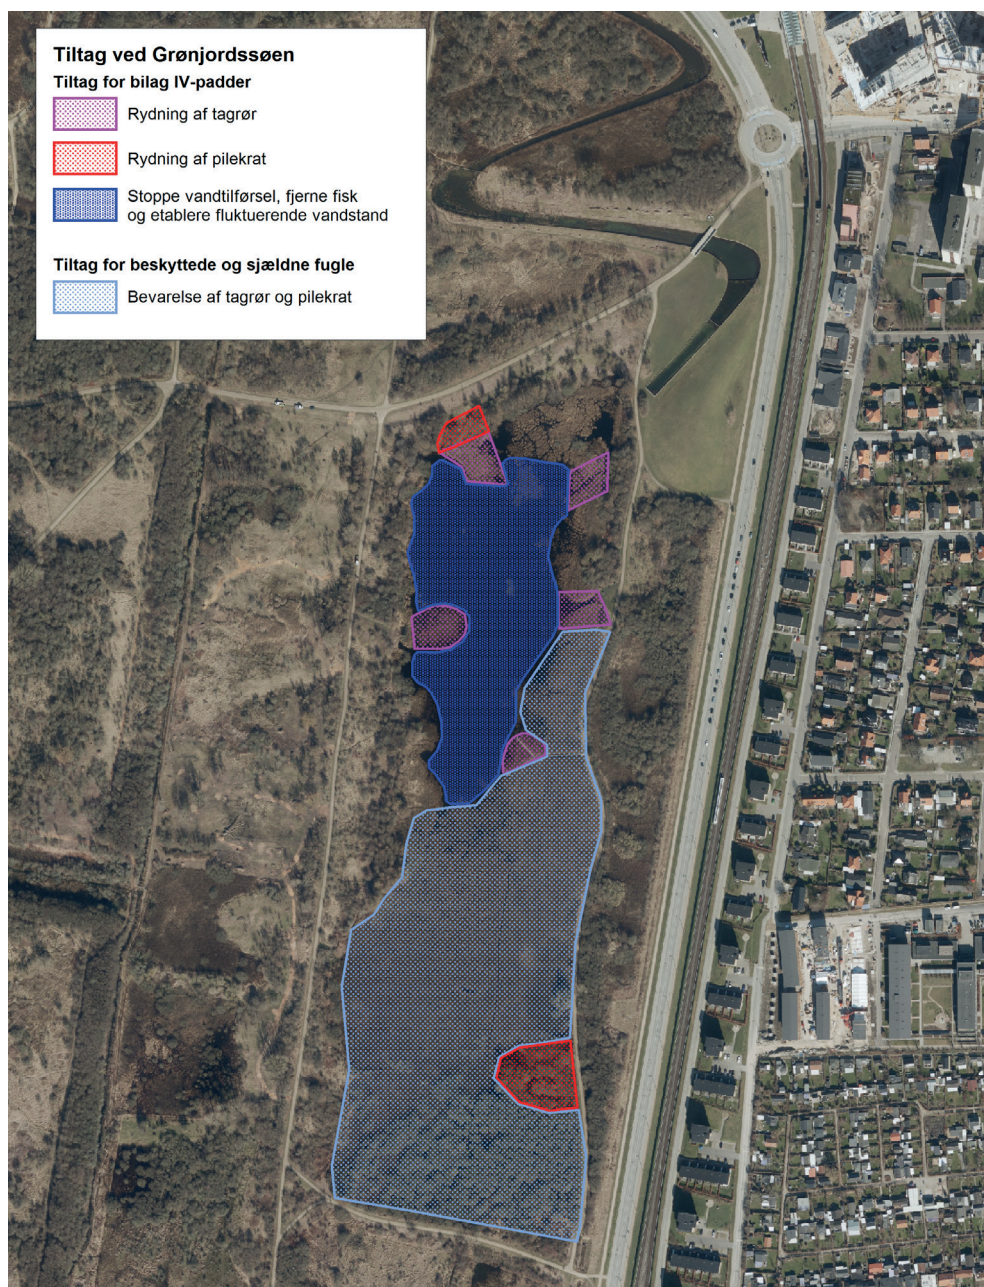 Tiltag ved Grønjordssøen
Tiltag for bilag IV-padder
Rydning af tagrør
Rydning af pilekrat
Stoppe vandtilførsel, fjerne fisk
og etablere fluktuerende vandstand
Tiltag for beskyttede og sjældne fugle
Bevarelse af tagrør og pilekrat